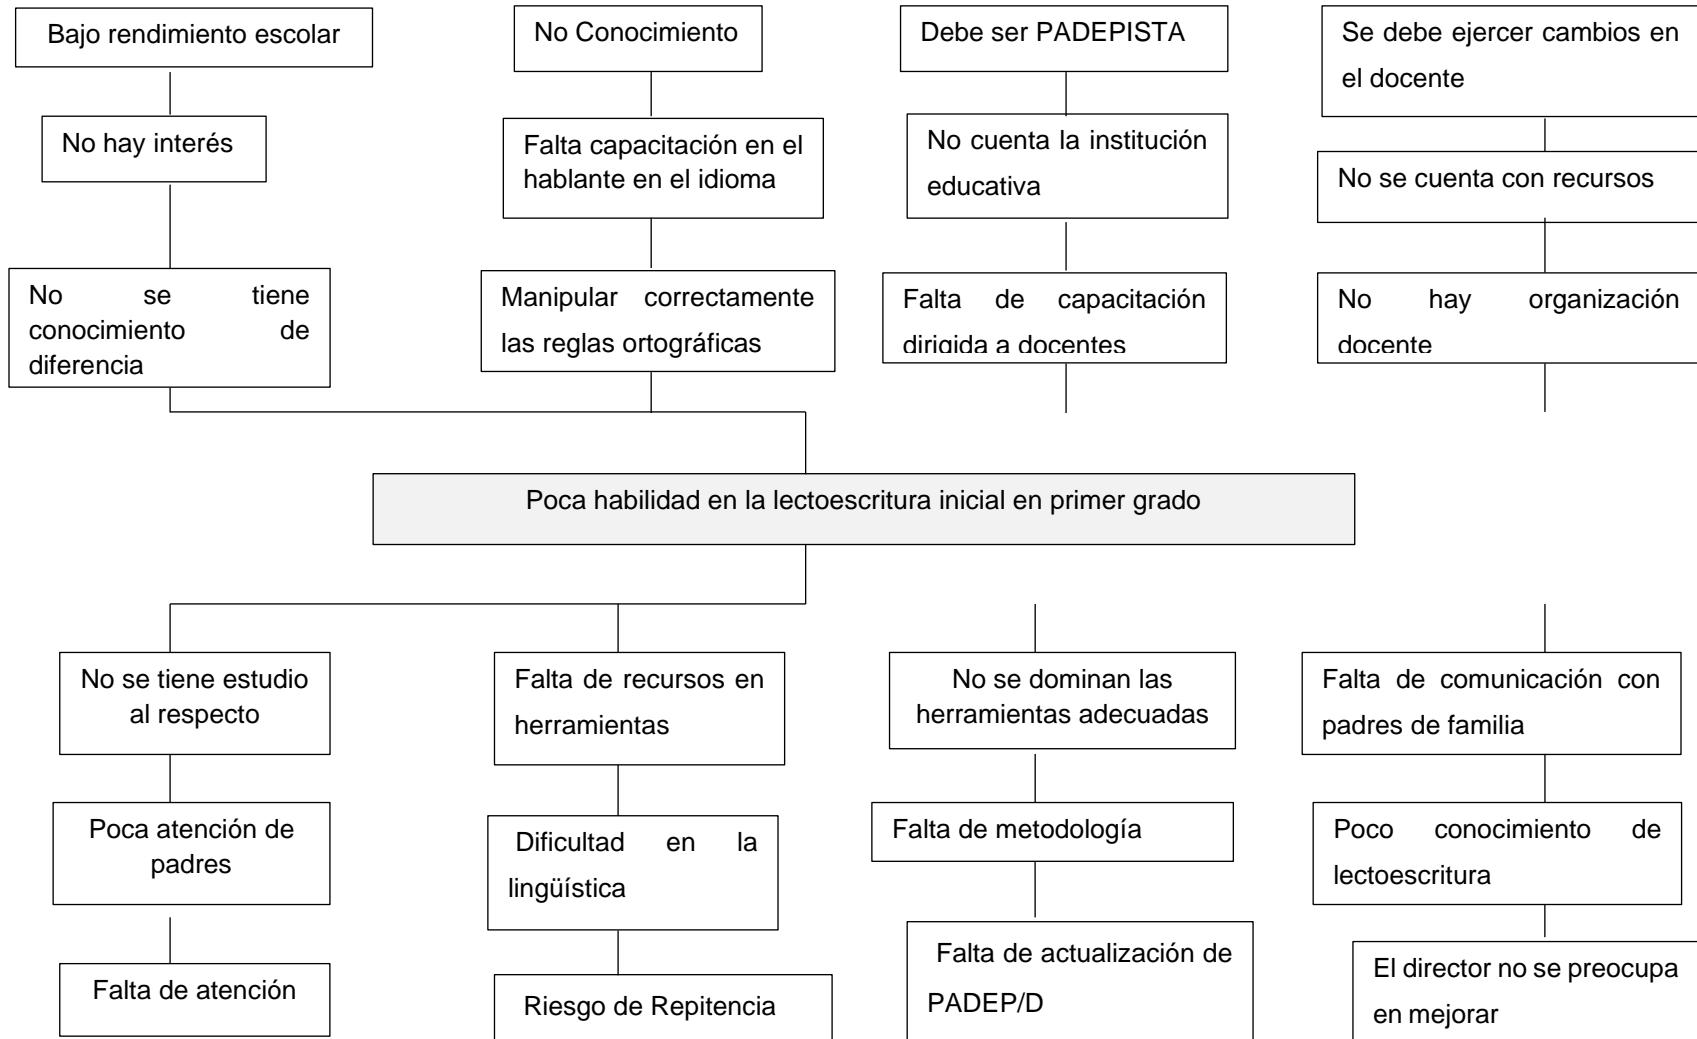 Bajo rendimiento escolar
No Conocimiento
Debe ser PADEPISTA
Se debe ejercer cambios en
el docente
No hay interés
Falta capacitación en el
hablante en el idioma
No cuenta la institución
educativa
No se cuenta con recursos
No se tiene
conocimiento de
diferencia
Manipular correctamente
las reglas ortográficas
Falta de capacitación
dirigida a docentes
No hay organización
docente
Poca habilidad en la lectoescritura inicial en primer grado
No se tiene estudio
al respecto
Falta de recursos en
herramientas
No se dominan las
herramientas adecuadas
Falta de comunicación con
padres de familia
Poca atención de
padres
Dificultad en la
lingüística
Falta de metodología
Poco conocimiento de
lectoescritura
Falta de atención
Riesgo de Repitencia
Falta de actualización de
PADEP/D
El director no se preocupa
en mejorar